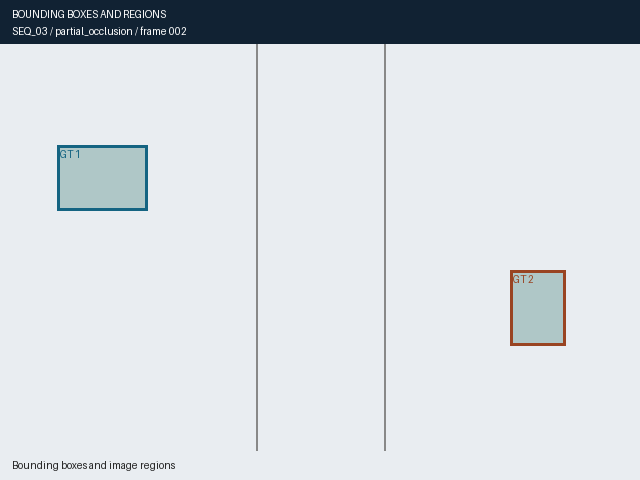 BOUNDING BOXES AND REGIONS
SEQ_03 / partial_occlusion / frame 002
GT1
GT2
Bounding boxes and image regions